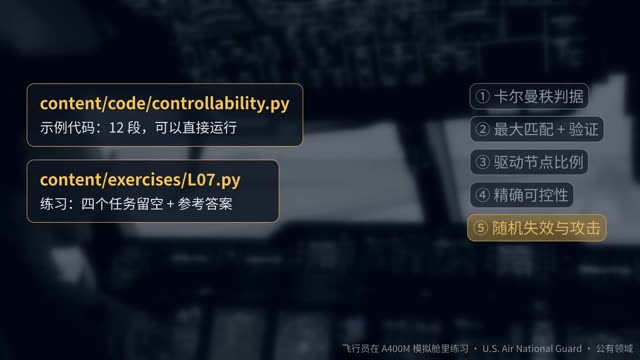 content/code/controllability.py
示例代码：12 段，可以直接运行
content/exercises/L07.py
练习：四个任务留空 + 参考答案
① 卡尔曼秩判据
② 最大匹配 + 验证
③ 驱动节点比例
④ 精确可控性
⑤ 随机失效与攻击
飞行员在 A400M 模拟舱里练习 · U.S. Air National Guard · 公有领域